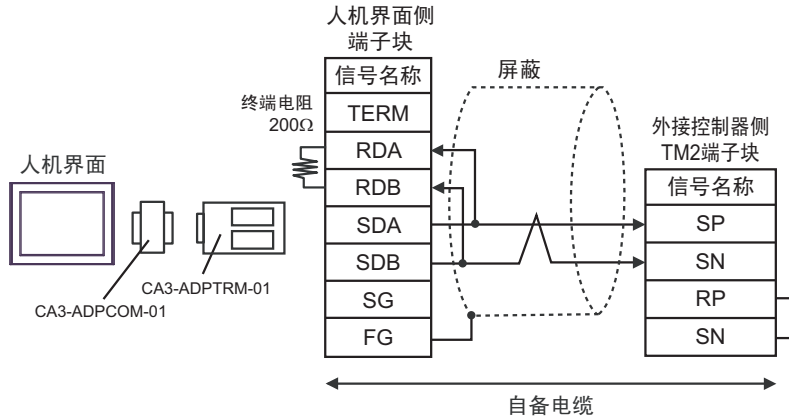 人机界面侧
端子块
信号名称
屏蔽
终端电阻
200Ω
TERM
外接控制器侧
TM2端子块
RDA
人机界面
RDB
信号名称
SDA
SP
SDB
SN
CA3-ADPTRM-01
CA3-ADPCOM-01
SG
RP
FG
SN
自备电缆